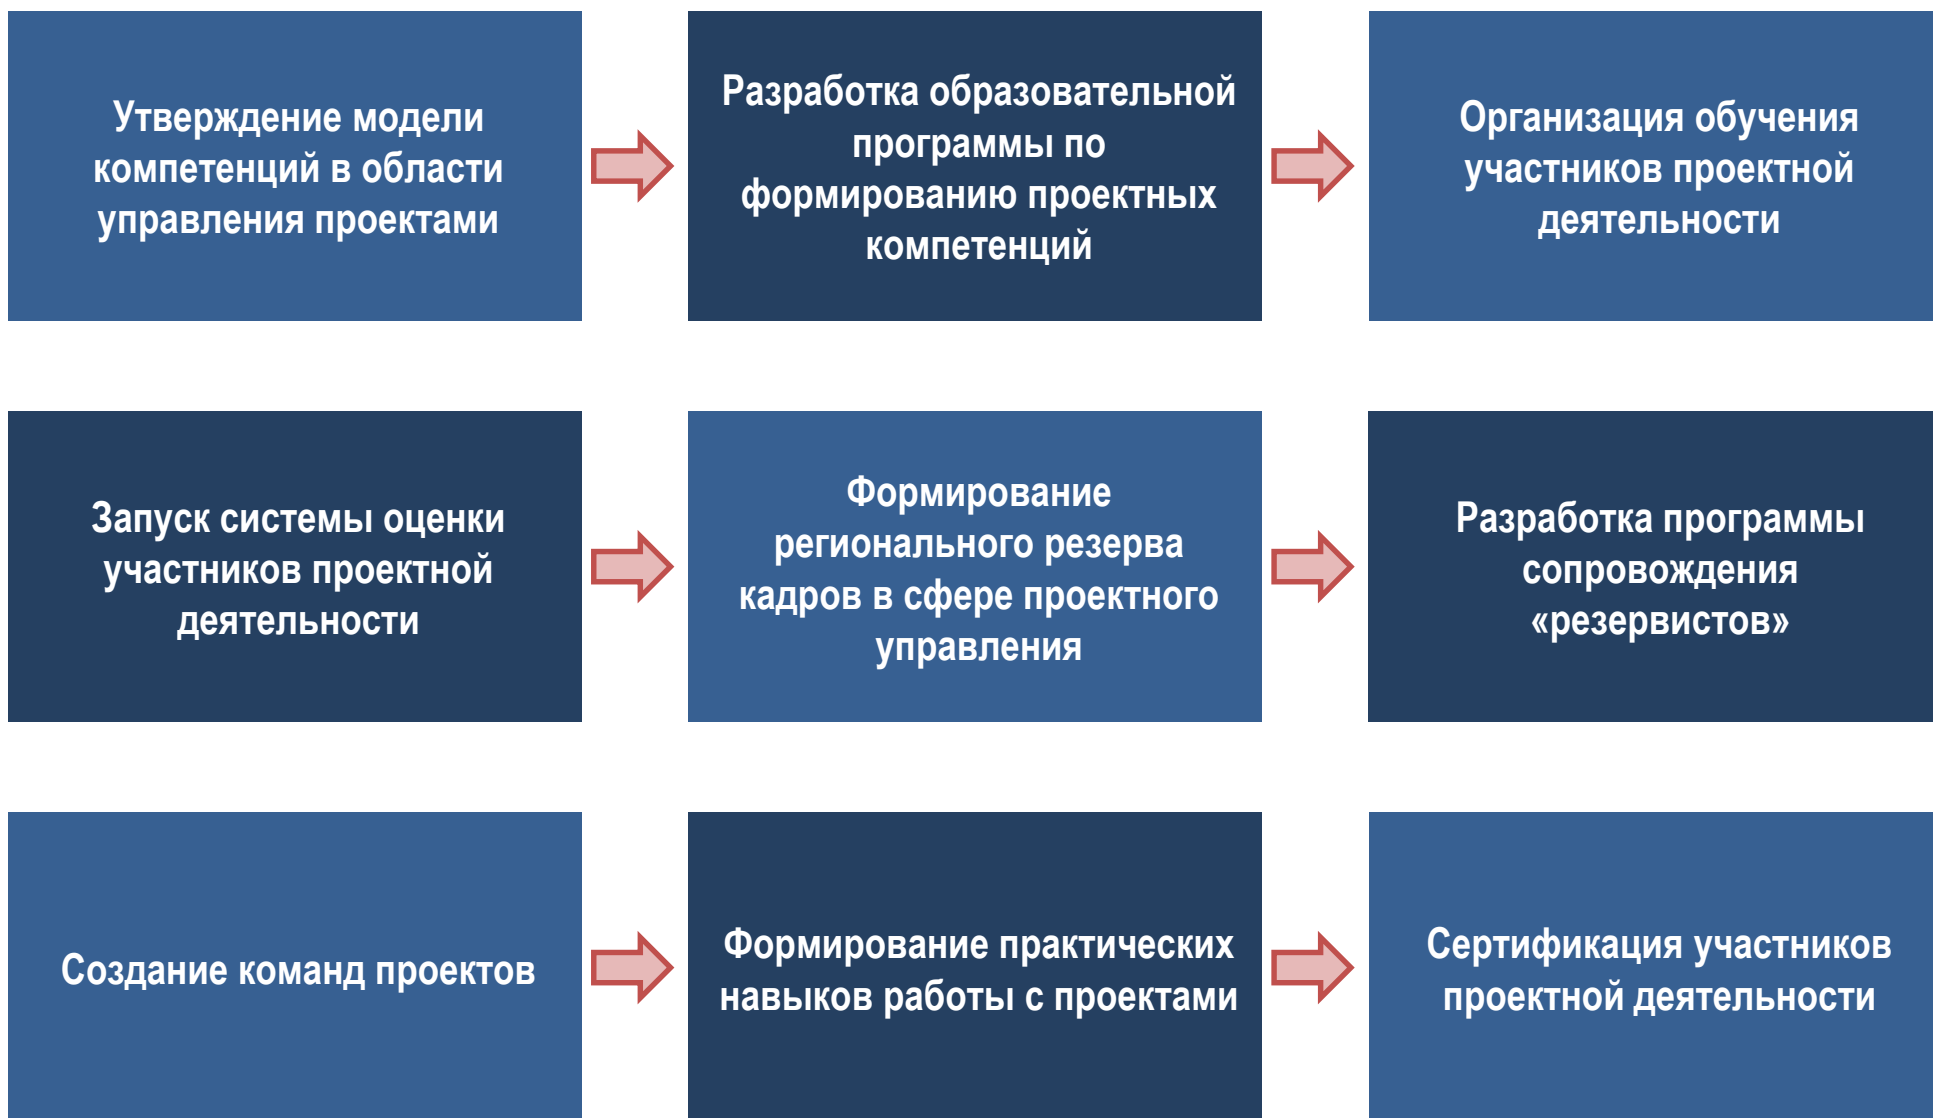 Утверждение модели
компетенций в области
управления проектами
Разработка образовательной
программы по
формированию проектных
компетенций
Организация обучения
участников проектной
деятельности
Запуск системы оценки
участников проектной
деятельности
Формирование
регионального резерва
кадров в сфере проектного
управления
Разработка программы
сопровождения
«резервистов»
Создание команд проектов
Формирование практических
навыков работы с проектами
Сертификация участников
проектной деятельности